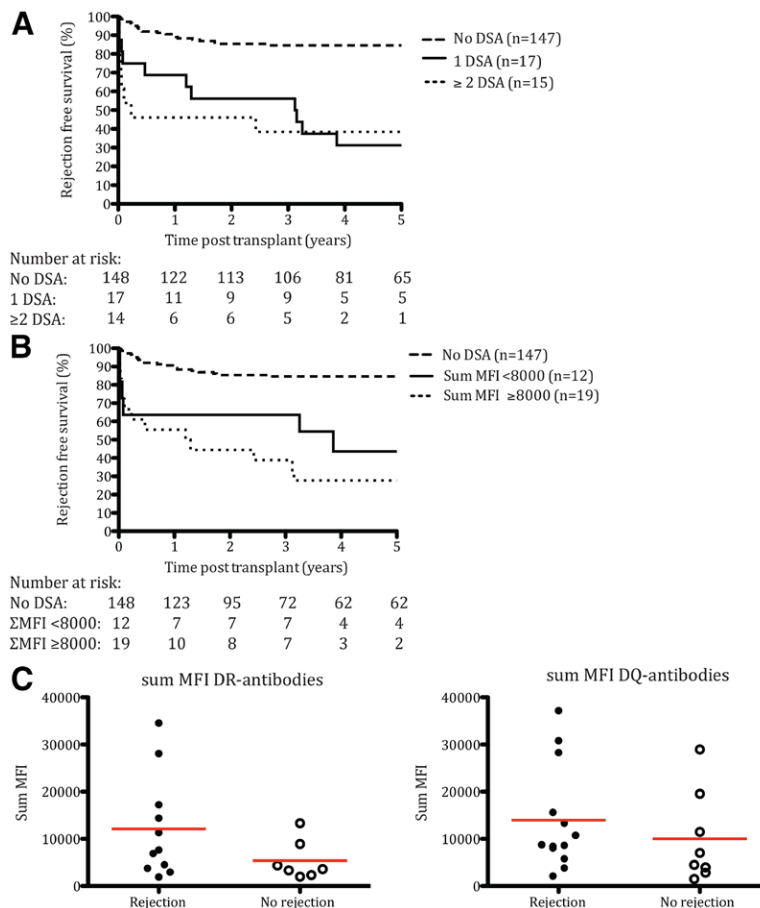 A
Rejection free survival (%)
100
90
80
70
60
50
40
30
20
10
0
0 1 2 3 4 5
Time post transplant (years)
No DSA (n=147)
1 DSA (n=17)
≥ 2 DSA (n=15)
Number at risk:
No DSA: 148 122 113 106 81 65
1 DSA: 17 11 9 9 5 5
≥2 DSA: 14 6 6 5 2 1
B
Rejection free survival (%)
100
90
80
70
60
50
40
30
20
10
0
0 1 2 3 4 5
Time post transplant (years)
No DSA (n=147)
Sum MFI <8000 (n=12)
Sum MFI ≥8000 (n=19)
Number at risk:
No DSA: 148 123 95 72 62 62
ΣMFI <8000: 12 7 7 7 4 4
ΣMFI ≥8000: 19 10 8 7 3 2
C
sum MFI DR-antibodies
Sum MFI
40000
30000
20000
10000
0
Rejection No rejection
sum MFI DQ-antibodies
Sum MFI
40000
30000
20000
10000
0
Rejection No rejection